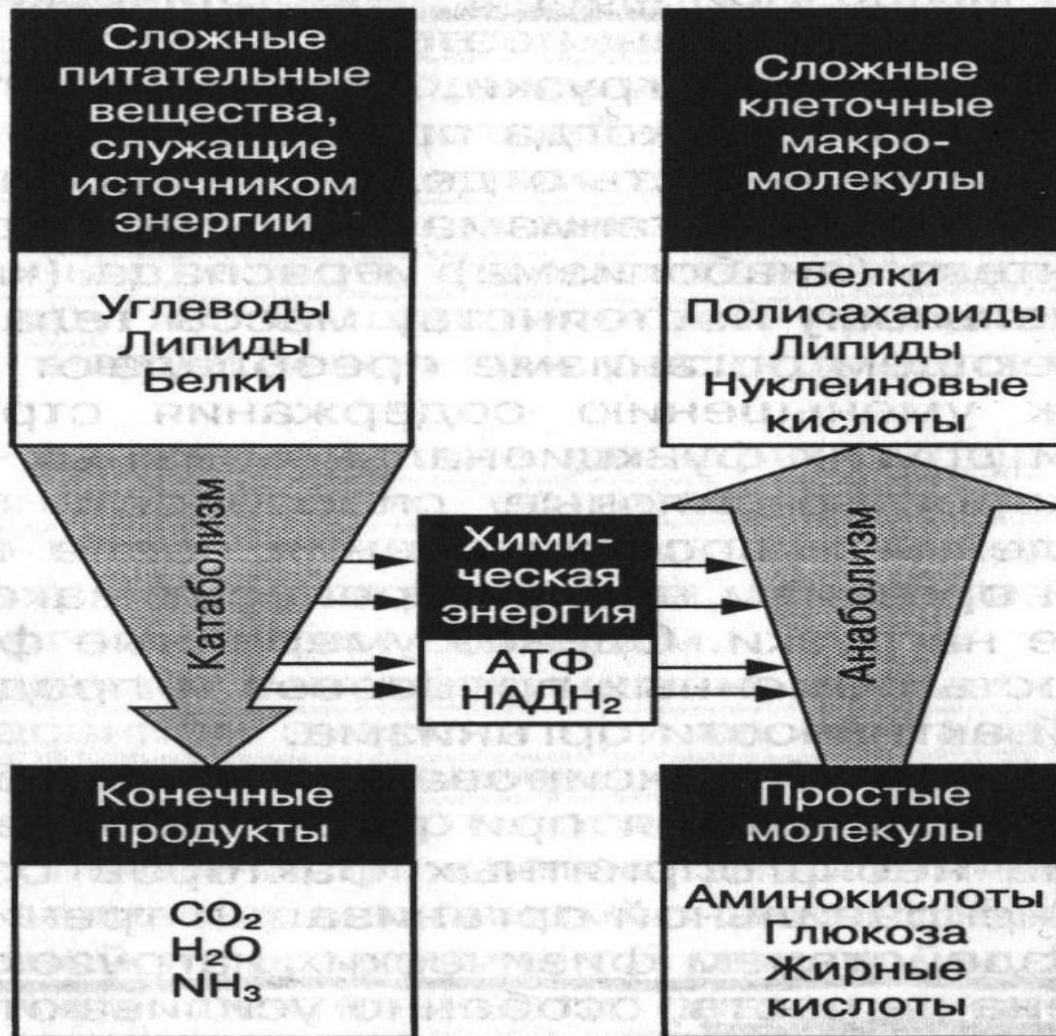 Сложные
питательные
вещества,
служащие
источником
энергии
Углеводы
Липиды
Белки
Катаболизм
Конечные
продукты
CO₂
H₂O
NH₃
Хими-
ческая
энергия
АТФ
НАДН₂
Сложные
клеточные
макро-
молекулы
Белки
Полисахариды
Липиды
Нуклеиновые
кислоты
Анаболизм
Простые
молекулы
Аминокислоты
Глюкоза
Жирные
кислоты